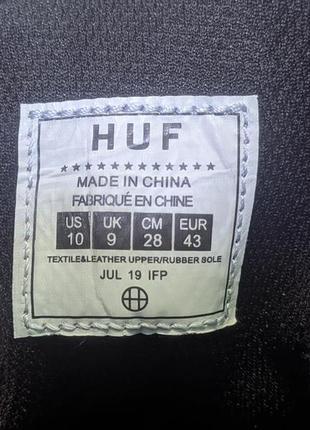 HUF
★★★★★★★★★★★★
MADE IN CHINA
FABRIQUÉ EN CHINE
US UK CM EUR
10 9 28 43
TEXTILE&LEATHER UPPER/RUBBER SOLE
JUL 19 IFP